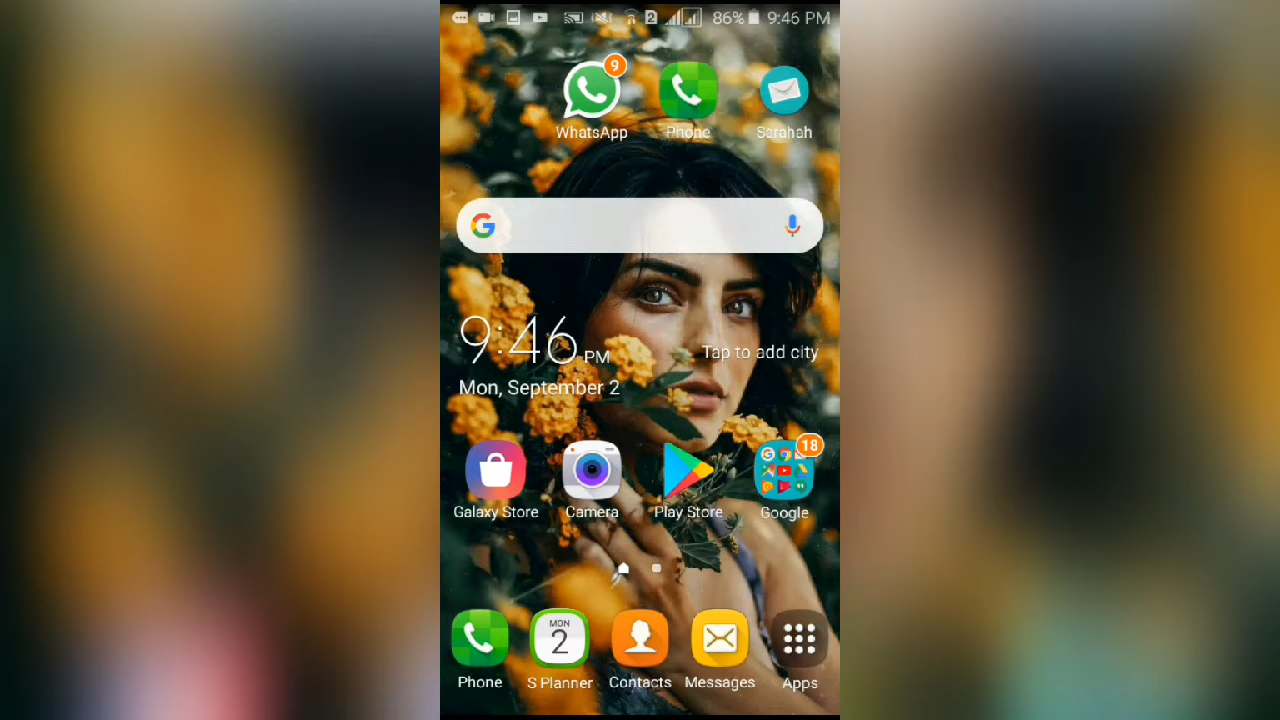 2 86% 9:46 PM
9
WhatsApp Phone Sarahah
G
9:46 PM
Tap to add city
Mon, September 2
18
Galaxy Store Camera Play Store Google
MON
2
Phone S Planner Contacts Messages Apps